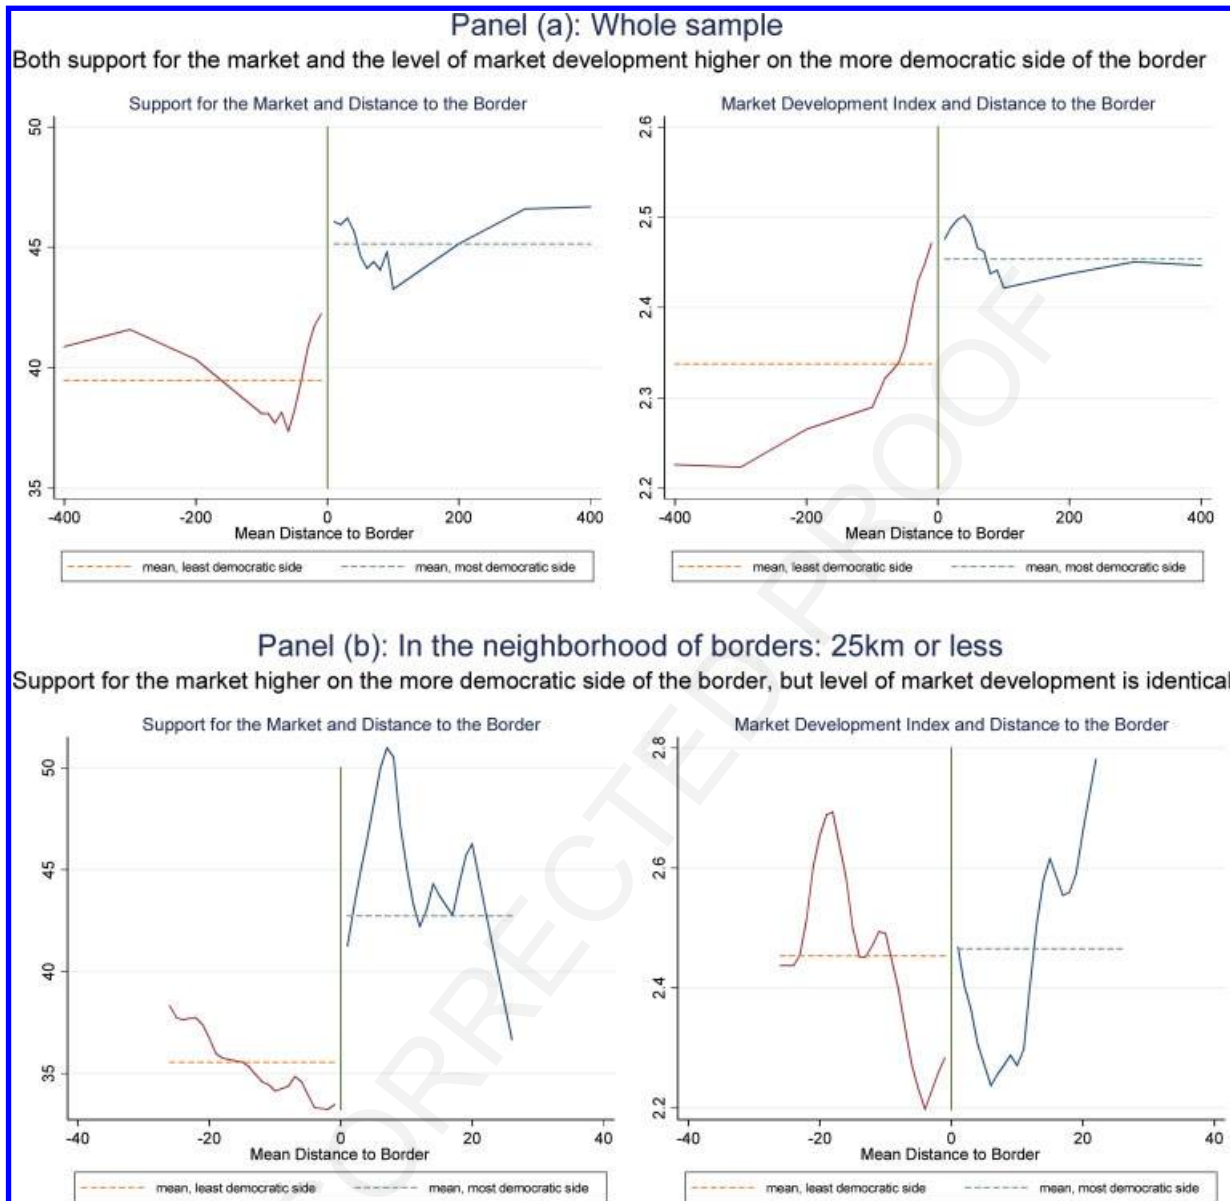 Panel (a): Whole sample
Both support for the market and the level of market development higher on the more democratic side of the border
Support for the Market and Distance to the Border
50
45
40
35
-400 -200 0 200 400
Mean Distance to Border
mean, least democratic side mean, most democratic side
Market Development Index and Distance to the Border
2.6
2.5
2.4
2.3
2.2
-400 -200 0 200 400
Mean Distance to Border
mean, least democratic side mean, most democratic side
Panel (b): In the neighborhood of borders: 25km or less
Support for the market higher on the more democratic side of the border, but level of market development is identical
Support for the Market and Distance to the Border
50
45
40
35
-40 -20 0 20 40
Mean Distance to Border
mean, least democratic side mean, most democratic side
Market Development Index and Distance to the Border
2.8
2.6
2.4
2.2
-40 -20 0 20 40
Mean Distance to Border
mean, least democratic side mean, most democratic side
ORRECTED PROOF